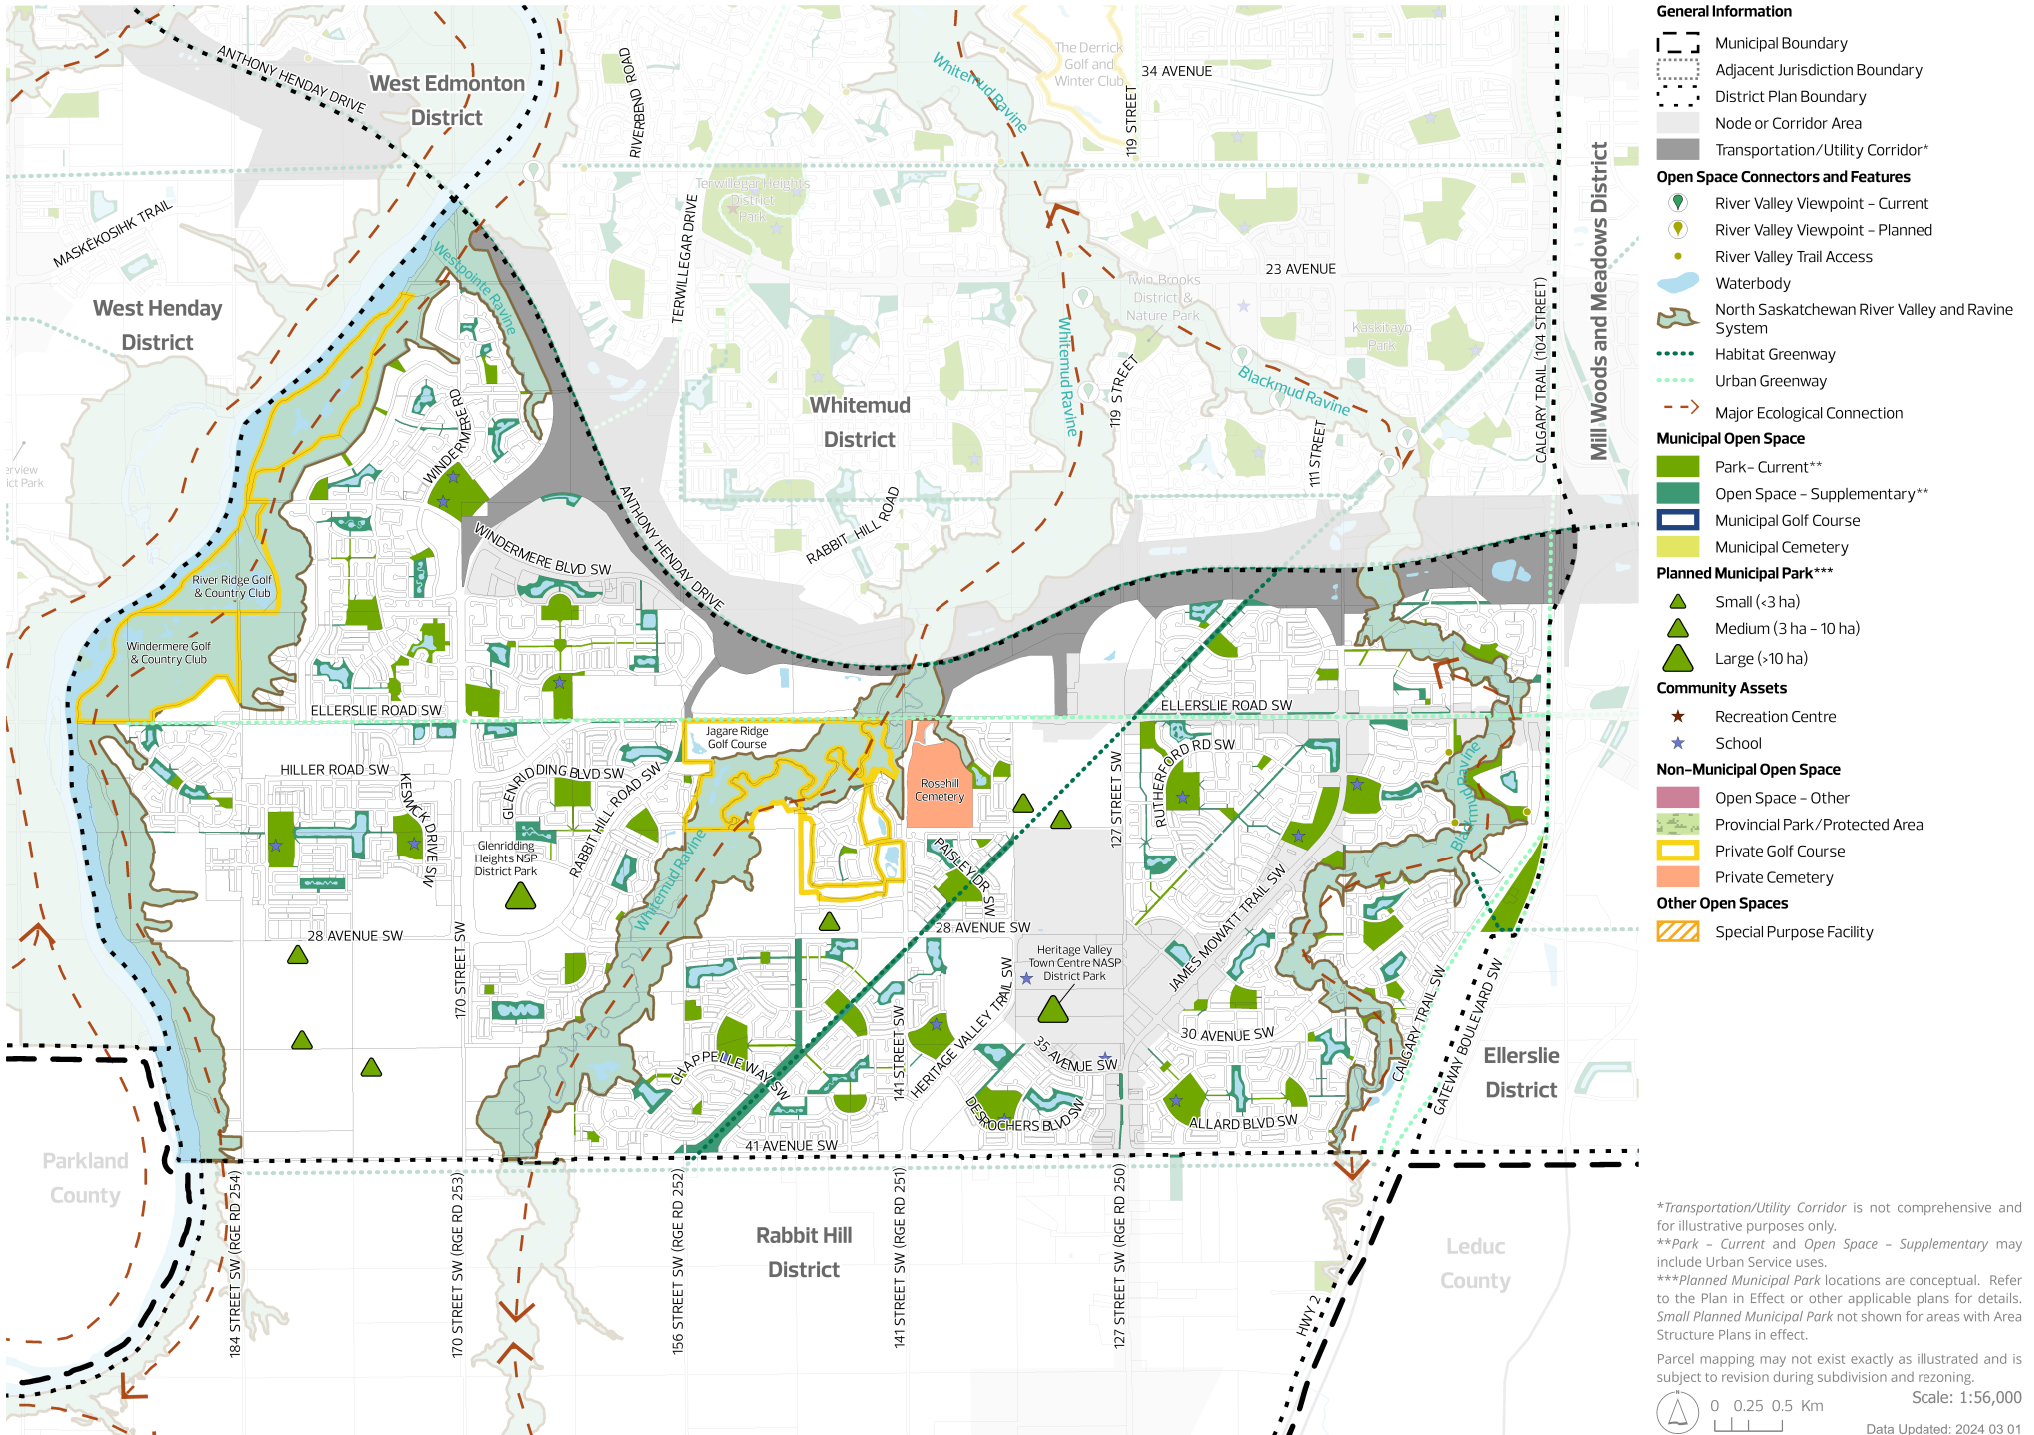 ANTHONY HENDAY DRIVE
West Edmonton
District
RIVERBEND ROAD
Whitemud Ravine
The Derrick
Golf and
Winter Club
34 AVENUE
119 STREET
MASKÊKOSIHK TRAIL
Terwillegar Heights
District
Park
TERWILLEGAR DRIVE
Westpointe Ravine
West Henday
District
23 AVENUE
Twin Brooks
District &
Nature Park
Kaskitayo
Park
CALGARY TRAIL (104 STREET)
Mill Woods and Meadows District
Whitemud Ravine
119 STREET
Blackmud Ravine
111 STREET
Whitemud
District
WINDERMERE RD
erview
ict Park
ANTHONY HENDAY DRIVE
RABBIT HILL ROAD
WINDERMERE BLVD SW
River Ridge Golf
& Country Club
Windermere Golf
& Country Club
ELLERSLIE ROAD SW
ELLERSLIE ROAD SW
Jagare Ridge
Golf Course
HILLER ROAD SW
KESWICK DRIVE SW
GLENRIDDING BLVD SW
RABBIT HILL ROAD SW
Rosehill
Cemetery
127 STREET SW
RUTHERFORD RD SW
Blackmud Ravine
Glenridding
Heights NSP
District Park
Whitemud Ravine
PAISLEY DR SW
JAMES MOWATT TRAIL SW
28 AVENUE SW
28 AVENUE SW
170 STREET SW
Heritage Valley
Town Centre NASP
District Park
141 STREET SW
HERITAGE VALLEY TRAIL SW
30 AVENUE SW
35 AVENUE SW
CALGARY TRAIL SW
GATEWAY BOULEVARD SW
Ellerslie
District
CHAPPELLE WAY SW
DESROCHERS BLVD SW
ALLARD BLVD SW
41 AVENUE SW
Parkland
County
184 STREET SW (RGE RD 254)
170 STREET SW (RGE RD 253)
156 STREET SW (RGE RD 252)
141 STREET SW (RGE RD 251)
127 STREET SW (RGE RD 250)
Rabbit Hill
District
Leduc
County
HWY 2
General Information
Municipal Boundary
Adjacent Jurisdiction Boundary
District Plan Boundary
Node or Corridor Area
Transportation/Utility Corridor*
Open Space Connectors and Features
River Valley Viewpoint - Current
River Valley Viewpoint - Planned
River Valley Trail Access
Waterbody
North Saskatchewan River Valley and Ravine
System
Habitat Greenway
Urban Greenway
Major Ecological Connection
Municipal Open Space
Park- Current**
Open Space - Supplementary**
Municipal Golf Course
Municipal Cemetery
Planned Municipal Park***
Small (<3 ha)
Medium (3 ha - 10 ha)
Large (>10 ha)
Community Assets
Recreation Centre
School
Non-Municipal Open Space
Open Space - Other
Provincial Park/Protected Area
Private Golf Course
Private Cemetery
Other Open Spaces
Special Purpose Facility
*Transportation/Utility Corridor is not comprehensive and
for illustrative purposes only.
**Park - Current and Open Space - Supplementary may
include Urban Service uses.
***Planned Municipal Park locations are conceptual. Refer
to the Plan in Effect or other applicable plans for details.
Small Planned Municipal Park not shown for areas with Area
Structure Plans in effect.
Parcel mapping may not exist exactly as illustrated and is
subject to revision during subdivision and rezoning.
N
0 0.25 0.5 Km
Scale: 1:56,000
Data Updated: 2024 03 01